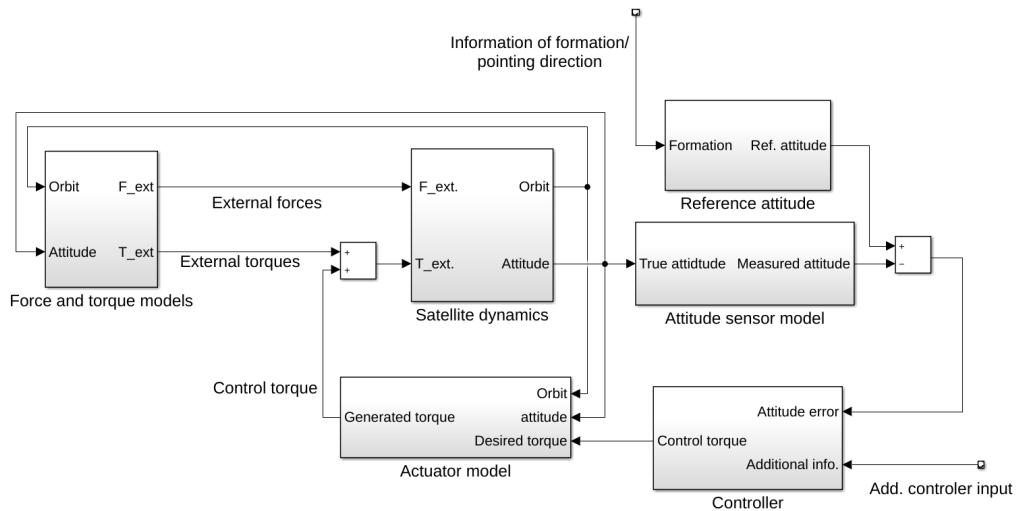 Information of formation/
pointing direction
Formation
Ref. attitude
Reference attitude
Orbit
F_ext
Attitude
T_ext
Force and torque models
External forces
External torques
+
+
F_ext.
Orbit
T_ext.
Attitude
Satellite dynamics
True attidtude
Measured attitude
Attitude sensor model
+
−
Control torque
Orbit
Generated torque
attitude
Desired torque
Actuator model
Attitude error
Control torque
Additional info.
Controller
Add. controler input